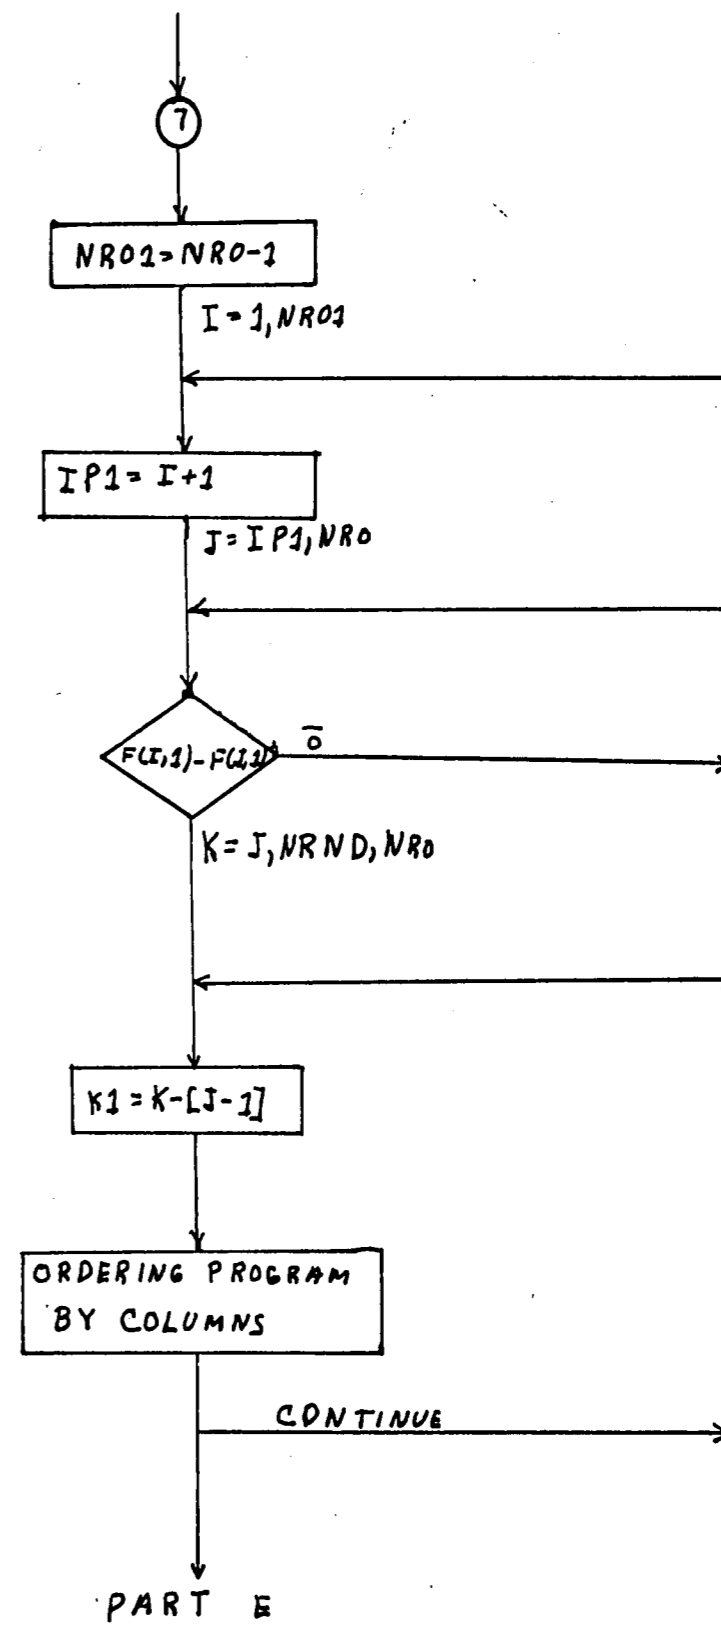 7
NRO1=NRO-1
I=1,NRO1
IP1=I+1
J=IP1,NRO
F(I,1)-F(J,1)
0̅
K=J,NRND,NRO
K1=K-[J-1]
ORDERING PROGRAM
BY COLUMNS
CONTINUE
PART E